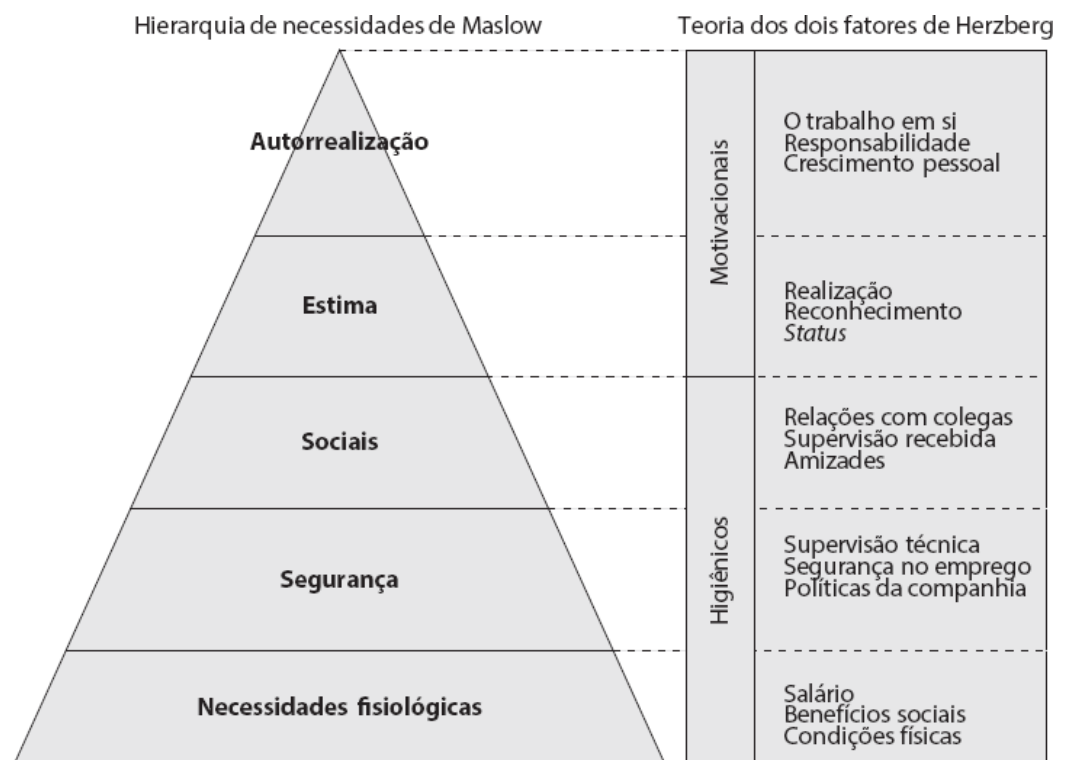 Hierarquia de necessidades de Maslow
Teoria dos dois fatores de Herzberg
Autorrealização
Motivacionais
O trabalho em si
Responsabilidade
Crescimento pessoal
Estima
Realização
Reconhecimento
Status
Sociais
Higiênicos
Relações com colegas
Supervisão recebida
Amizades
Segurança
Supervisão técnica
Segurança no emprego
Políticas da companhia
Necessidades fisiológicas
Salário
Benefícios sociais
Condições físicas